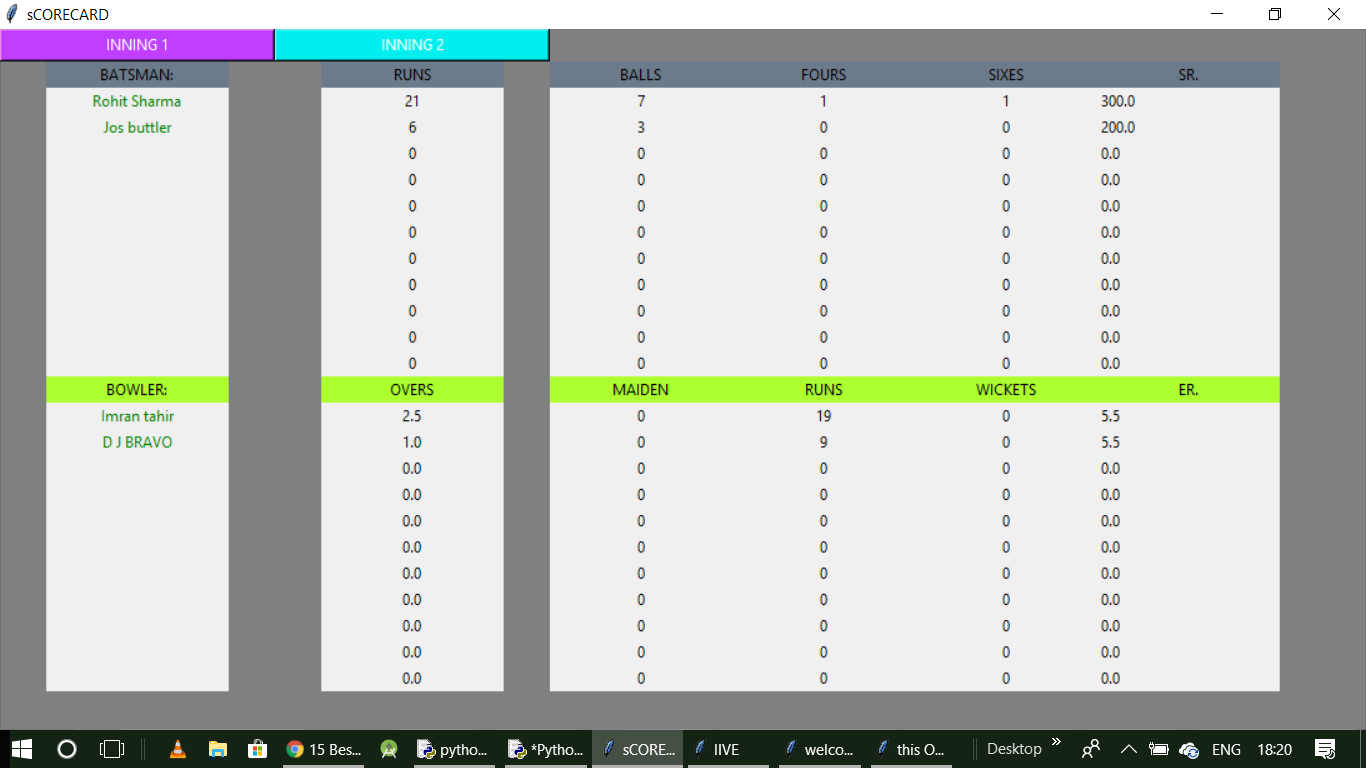 sCORECARD
INNING 1 INNING 2
BATSMAN: RUNS BALLS FOURS SIXES SR.
Rohit Sharma 21 7 1 1 300.0
Jos buttler 6 3 0 0 200.0
0 0 0 0 0.0
0 0 0 0 0.0
0 0 0 0 0.0
0 0 0 0 0.0
0 0 0 0 0.0
0 0 0 0 0.0
0 0 0 0 0.0
0 0 0 0 0.0
0 0 0 0 0.0
BOWLER: OVERS MAIDEN RUNS WICKETS ER.
Imran tahir 2.5 0 19 0 5.5
D J BRAVO 1.0 0 9 0 5.5
0.0 0 0 0 0.0
0.0 0 0 0 0.0
0.0 0 0 0 0.0
0.0 0 0 0 0.0
0.0 0 0 0 0.0
0.0 0 0 0 0.0
0.0 0 0 0 0.0
0.0 0 0 0 0.0
0.0 0 0 0 0.0
15 Bes... pytho... *Pytho... sCORE... IIVE welco... this O... Desktop » ENG 18:20